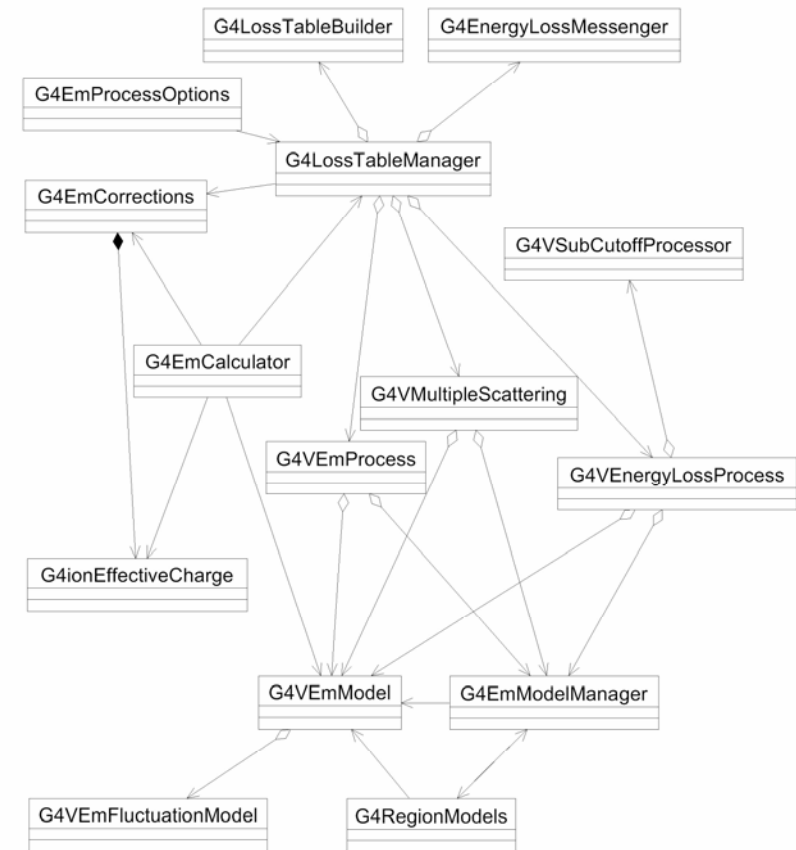 G4LossTableBuilder
G4EnergyLossMessenger
G4EmProcessOptions
G4LossTableManager
G4EmCorrections
G4VSubCutoffProcessor
G4EmCalculator
G4VMultipleScattering
G4VEmProcess
G4VEnergyLossProcess
G4ionEffectiveCharge
G4VEmModel
G4EmModelManager
G4VEmFluctuationModel
G4RegionModels